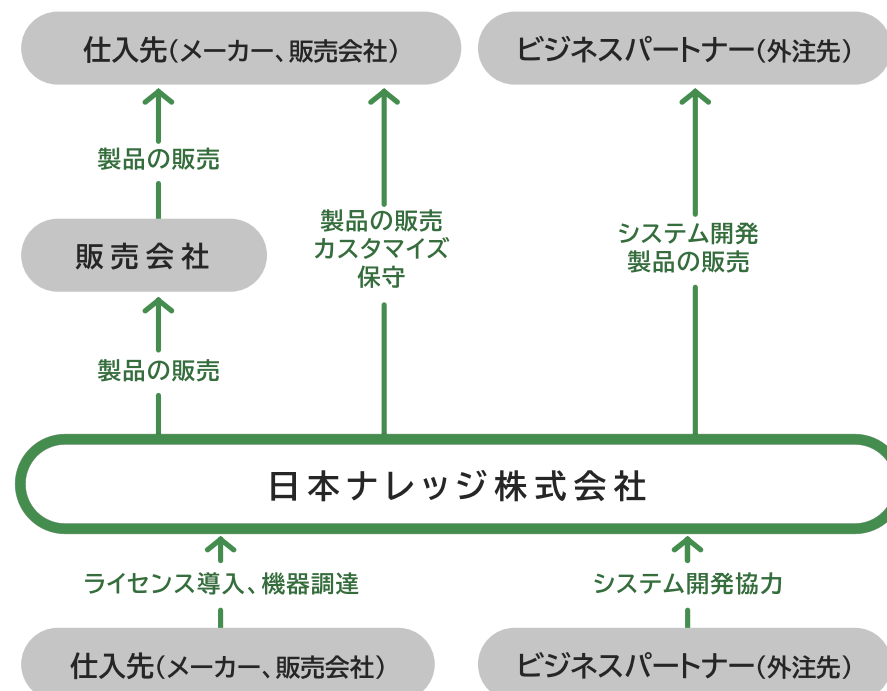 仕入先(メーカー、販売会社)
ビジネスパートナー(外注先)
製品の販売
製品の販売
カスタマイズ
保守
システム開発
製品の販売
販売会社
製品の販売
日本ナレッジ株式会社
ライセンス導入、機器調達
システム開発協力
仕入先(メーカー、販売会社)
ビジネスパートナー(外注先)